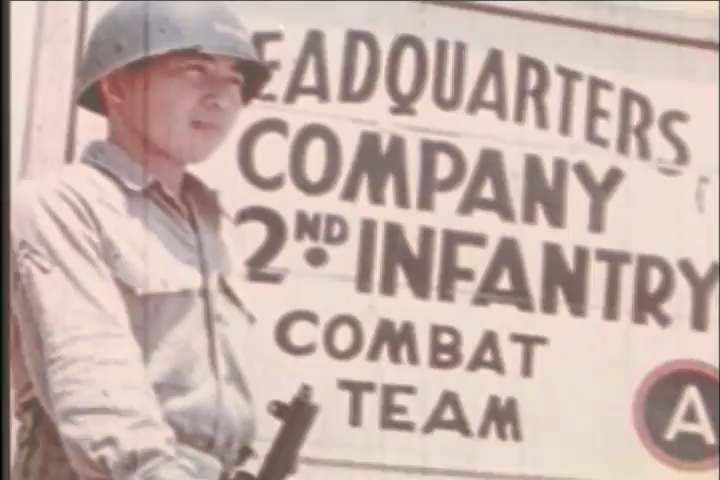 EADQUARTERS
COMPANY
2ND INFANTRY
COMBAT
TEAM
A